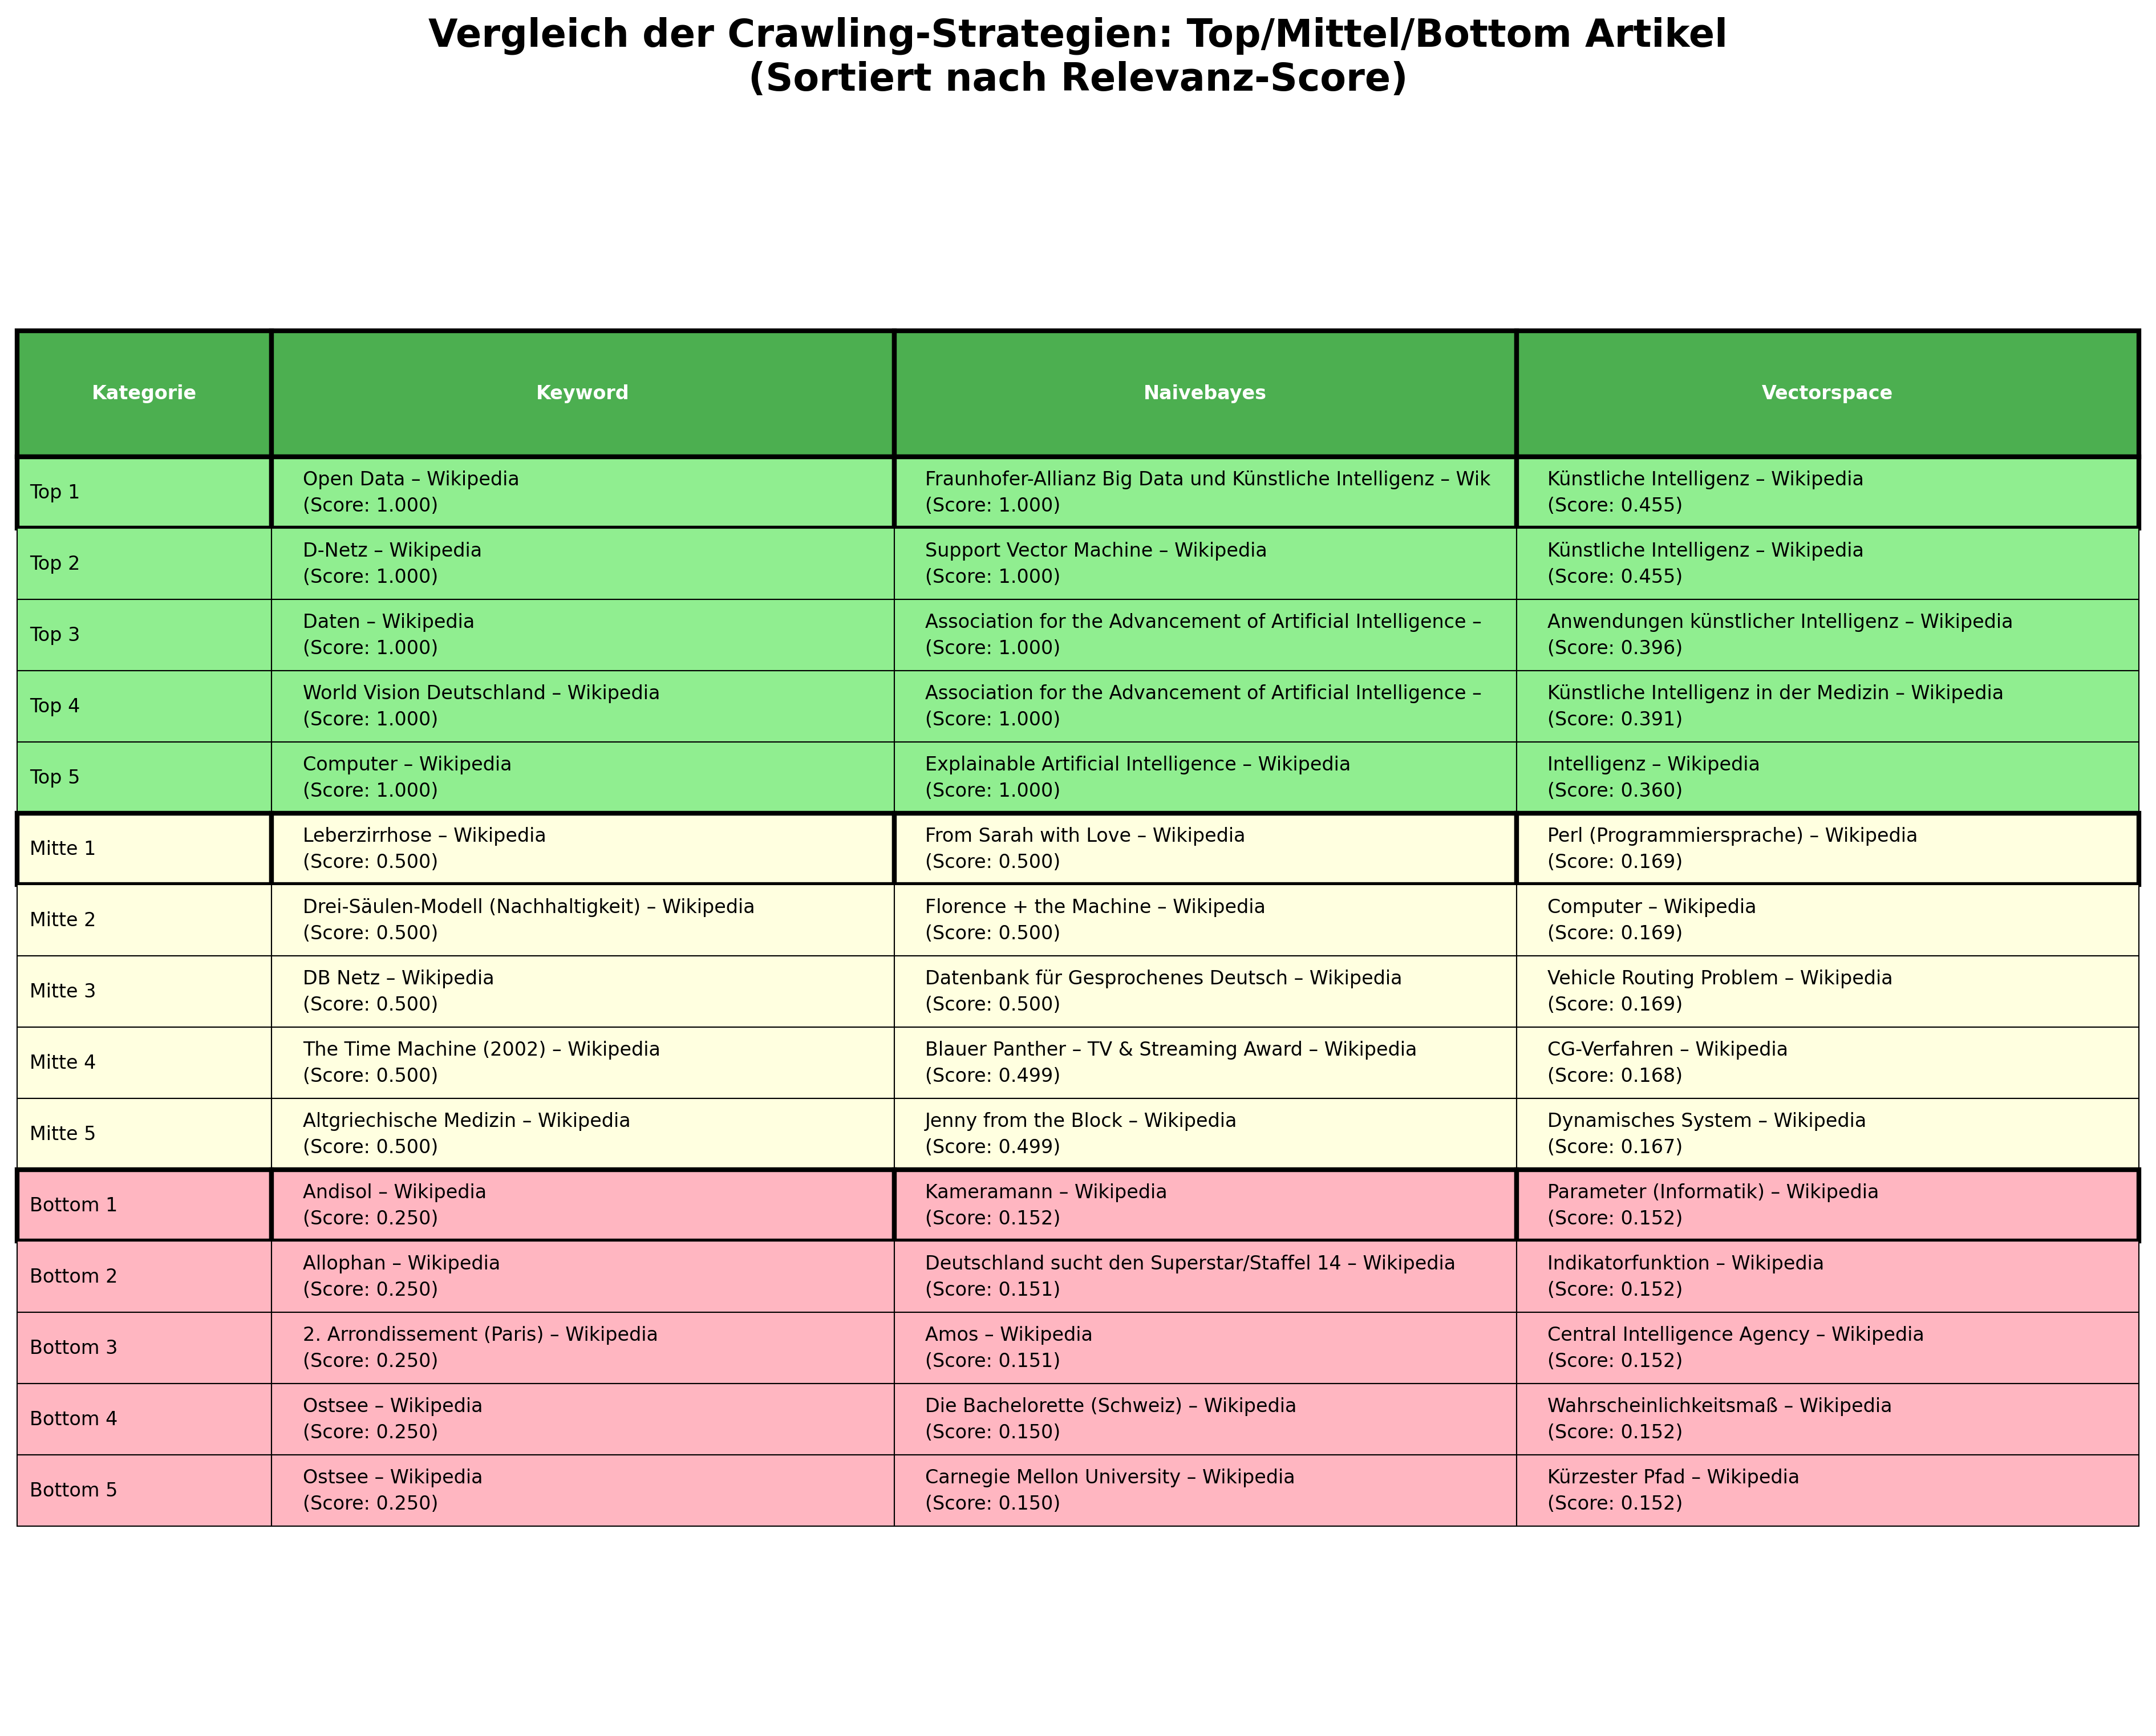 Vergleich der Crawling-Strategien: Top/Mittel/Bottom Artikel
(Sortiert nach Relevanz-Score)
Kategorie
Keyword
Naivebayes
Vectorspace
Top 1
Open Data – Wikipedia
(Score: 1.000)
Fraunhofer-Allianz Big Data und Künstliche Intelligenz – Wik
(Score: 1.000)
Künstliche Intelligenz – Wikipedia
(Score: 0.455)
Top 2
D-Netz – Wikipedia
(Score: 1.000)
Support Vector Machine – Wikipedia
(Score: 1.000)
Künstliche Intelligenz – Wikipedia
(Score: 0.455)
Top 3
Daten – Wikipedia
(Score: 1.000)
Association for the Advancement of Artificial Intelligence –
(Score: 1.000)
Anwendungen künstlicher Intelligenz – Wikipedia
(Score: 0.396)
Top 4
World Vision Deutschland – Wikipedia
(Score: 1.000)
Association for the Advancement of Artificial Intelligence –
(Score: 1.000)
Künstliche Intelligenz in der Medizin – Wikipedia
(Score: 0.391)
Top 5
Computer – Wikipedia
(Score: 1.000)
Explainable Artificial Intelligence – Wikipedia
(Score: 1.000)
Intelligenz – Wikipedia
(Score: 0.360)
Mitte 1
Leberzirrhose – Wikipedia
(Score: 0.500)
From Sarah with Love – Wikipedia
(Score: 0.500)
Perl (Programmiersprache) – Wikipedia
(Score: 0.169)
Mitte 2
Drei-Säulen-Modell (Nachhaltigkeit) – Wikipedia
(Score: 0.500)
Florence + the Machine – Wikipedia
(Score: 0.500)
Computer – Wikipedia
(Score: 0.169)
Mitte 3
DB Netz – Wikipedia
(Score: 0.500)
Datenbank für Gesprochenes Deutsch – Wikipedia
(Score: 0.500)
Vehicle Routing Problem – Wikipedia
(Score: 0.169)
Mitte 4
The Time Machine (2002) – Wikipedia
(Score: 0.500)
Blauer Panther – TV & Streaming Award – Wikipedia
(Score: 0.499)
CG-Verfahren – Wikipedia
(Score: 0.168)
Mitte 5
Altgriechische Medizin – Wikipedia
(Score: 0.500)
Jenny from the Block – Wikipedia
(Score: 0.499)
Dynamisches System – Wikipedia
(Score: 0.167)
Bottom 1
Andisol – Wikipedia
(Score: 0.250)
Kameramann – Wikipedia
(Score: 0.152)
Parameter (Informatik) – Wikipedia
(Score: 0.152)
Bottom 2
Allophan – Wikipedia
(Score: 0.250)
Deutschland sucht den Superstar/Staffel 14 – Wikipedia
(Score: 0.151)
Indikatorfunktion – Wikipedia
(Score: 0.152)
Bottom 3
2. Arrondissement (Paris) – Wikipedia
(Score: 0.250)
Amos – Wikipedia
(Score: 0.151)
Central Intelligence Agency – Wikipedia
(Score: 0.152)
Bottom 4
Ostsee – Wikipedia
(Score: 0.250)
Die Bachelorette (Schweiz) – Wikipedia
(Score: 0.150)
Wahrscheinlichkeitsmaß – Wikipedia
(Score: 0.152)
Bottom 5
Ostsee – Wikipedia
(Score: 0.250)
Carnegie Mellon University – Wikipedia
(Score: 0.150)
Kürzester Pfad – Wikipedia
(Score: 0.152)